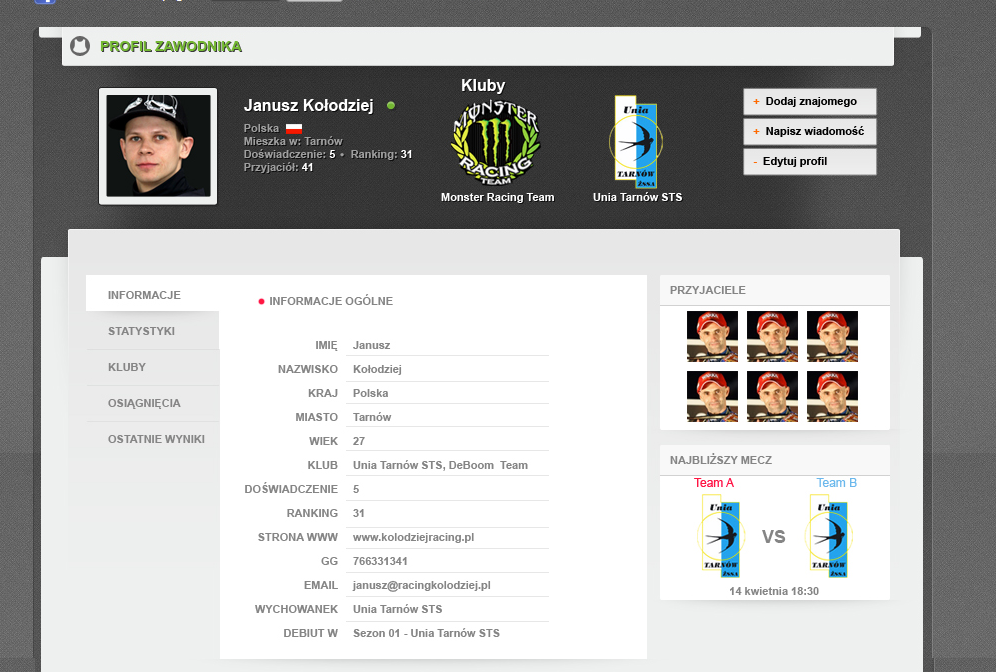 PROFIL ZAWODNIKA
Janusz Kołodziej
Polska
Mieszka w: Tarnów
Doświadczenie: 5 • Ranking: 31
Przyjaciół: 41
Kluby
MONSTER
RACING
TEAM
Monster Racing Team
Unia
TARNÓW
ŻSSA
Unia Tarnów STS
+ Dodaj znajomego
+ Napisz wiadomość
- Edytuj profil
INFORMACJE
STATYSTYKI
KLUBY
OSIĄGNIĘCIA
OSTATNIE WYNIKI
INFORMACJE OGÓLNE
IMIĘ Janusz
NAZWISKO Kołodziej
KRAJ Polska
MIASTO Tarnów
WIEK 27
KLUB Unia Tarnów STS, DeBoom Team
DOŚWIADCZENIE 5
RANKING 31
STRONA WWW www.kolodziejracing.pl
GG 766331341
EMAIL janusz@racingkolodziej.pl
WYCHOWANEK Unia Tarnów STS
DEBIUT W Sezon 01 - Unia Tarnów STS
PRZYJACIELE
NAJBLIŻSZY MECZ
Team A Team B
Unia Unia
VS
TARNÓW TARNÓW
ŻSSA ŻSSA
14 kwietnia 18:30